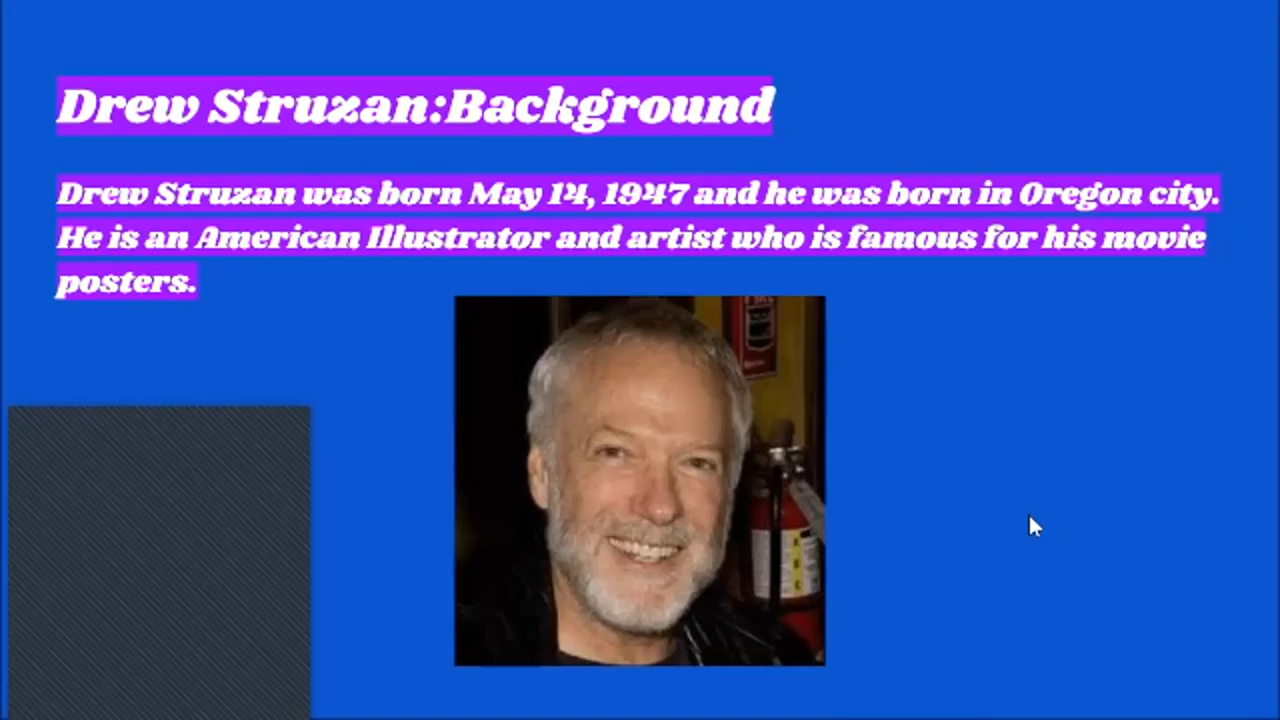 Drew Struzan:Background
Drew Struzan was born May 14, 1947 and he was born in Oregon city.
He is an American Illustrator and artist who is famous for his movie
posters.